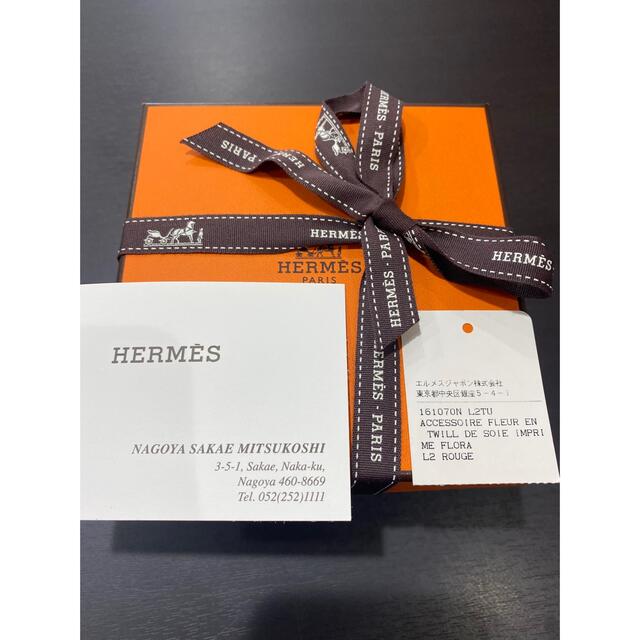 HERMÈS · PARIS
HERMÈS
PARIS
HERMÈS
HERMÈS
PARIS
HERMÈS · PARIS
HERMÈS
HERMÈS · PARIS
HERMÈS
NAGOYA SAKAE MITSUKOSHI
3-5-1, Sakae, Naka-ku,
Nagoya 460-8669
Tel. 052(252)1111
エルメスジャポン株式会社
東京都中央区銀座5-4-1
161070N L2TU
ACCESSOIRE FLEUR EN
TWILL DE SOIE IMPRI
ME FLORA
L2 ROUGE